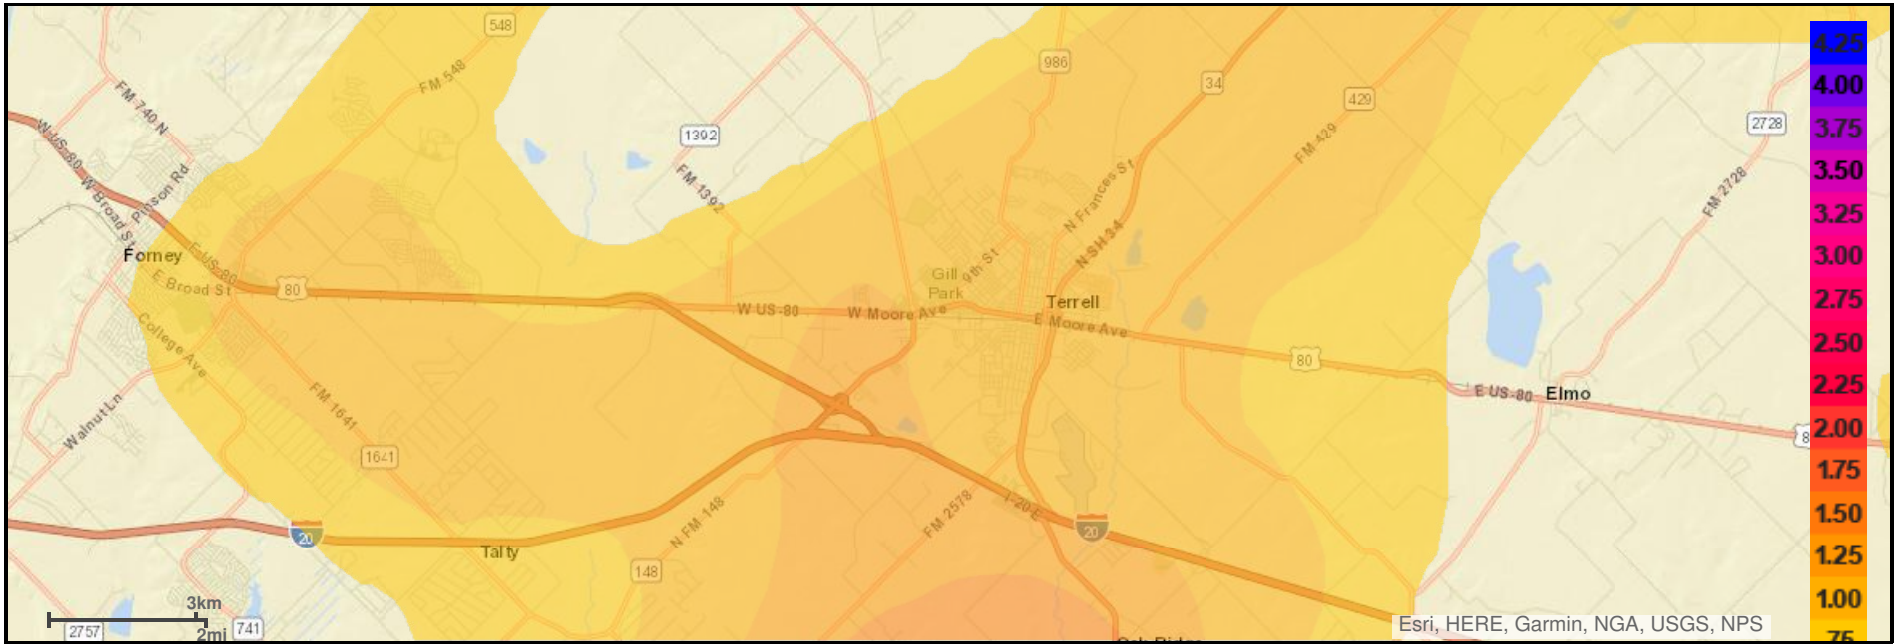 548
FM 548
FM 740 N
986
34
429
FM 429
2728
FM 2728
1392
FM 1392
W US-80
W Broad St
Pinson Rd
Forney
E US-80
E Broad St
80
College Ave
Walnut Ln
FM 1641
1641
W US-80
W Moore Ave
Gill
Park
9th St
N Frances St
N SH 34
Terrell
E Moore Ave
80
E US-80
Elmo
8
20
Talty
N FM 148
148
FM 2578
I-20 E
20
Oak Ridge
741
2757
3km
2mi
4.25
4.00
3.75
3.50
3.25
3.00
2.75
2.50
2.25
2.00
1.75
1.50
1.25
1.00
.75
Esri, HERE, Garmin, NGA, USGS, NPS